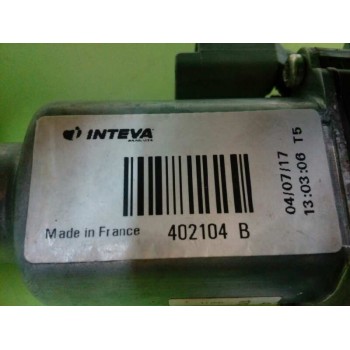 INTEVA
Made in France 402104 B
04/07/17
13:03:06 T5